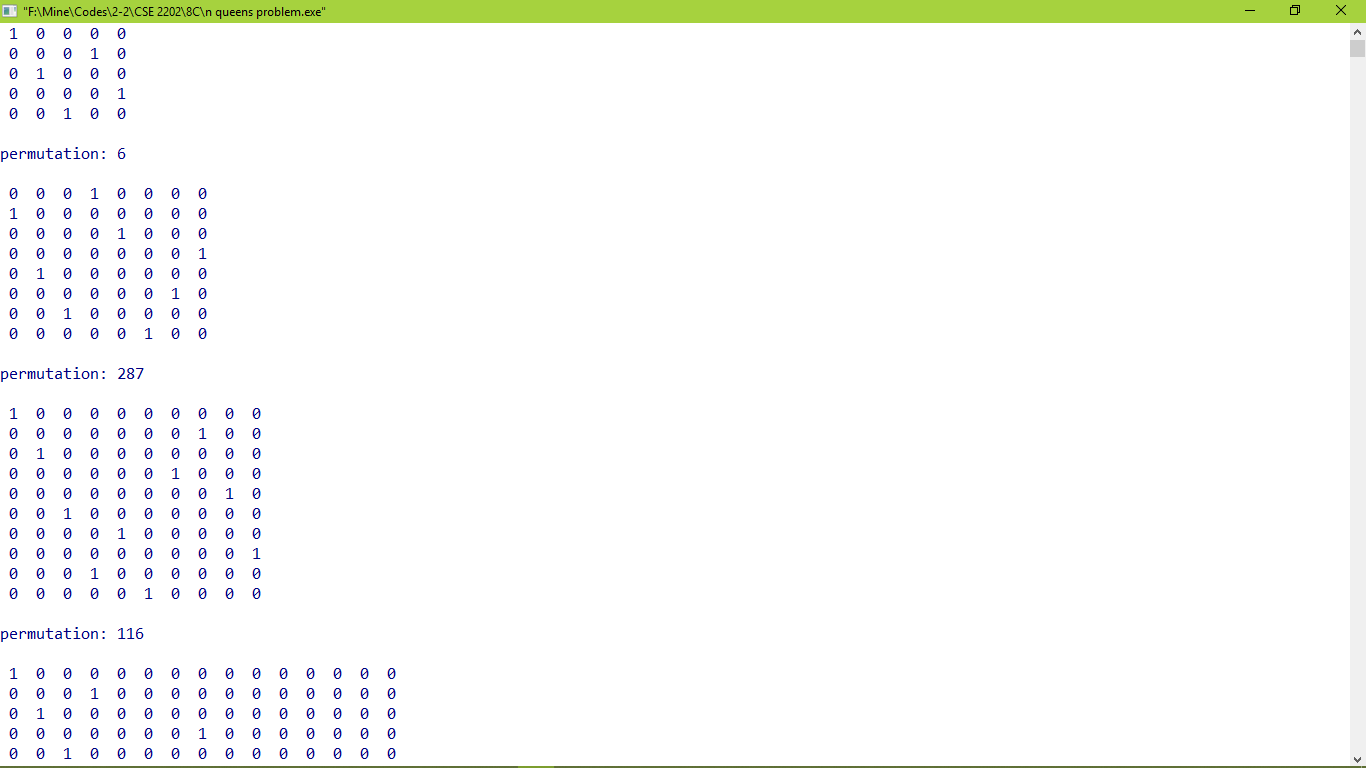 "F:\Mine\Codes\2-2\CSE 2202\8C\n queens problem.exe"
1 0 0 0 0
0 0 0 1 0
0 1 0 0 0
0 0 0 0 1
0 0 1 0 0
permutation: 6
0 0 0 1 0 0 0 0
1 0 0 0 0 0 0 0
0 0 0 0 1 0 0 0
0 0 0 0 0 0 0 1
0 1 0 0 0 0 0 0
0 0 0 0 0 0 1 0
0 0 1 0 0 0 0 0
0 0 0 0 0 1 0 0
permutation: 287
1 0 0 0 0 0 0 0 0 0
0 0 0 0 0 0 0 1 0 0
0 1 0 0 0 0 0 0 0 0
0 0 0 0 0 0 1 0 0 0
0 0 0 0 0 0 0 0 1 0
0 0 1 0 0 0 0 0 0 0
0 0 0 0 1 0 0 0 0 0
0 0 0 0 0 0 0 0 0 1
0 0 0 1 0 0 0 0 0 0
0 0 0 0 0 1 0 0 0 0
permutation: 116
1 0 0 0 0 0 0 0 0 0 0 0 0 0 0
0 0 0 1 0 0 0 0 0 0 0 0 0 0 0
0 1 0 0 0 0 0 0 0 0 0 0 0 0 0
0 0 0 0 0 0 0 1 0 0 0 0 0 0 0
0 0 1 0 0 0 0 0 0 0 0 0 0 0 0